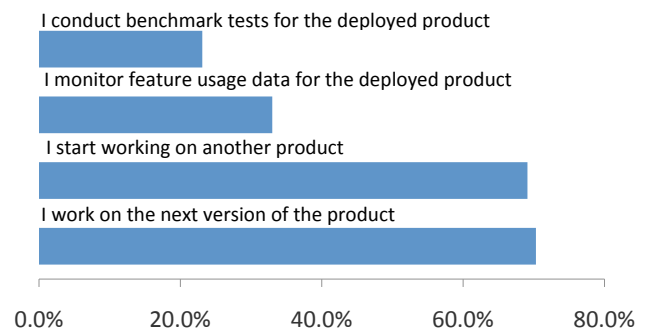 I conduct benchmark tests for the deployed product
I monitor feature usage data for the deployed product
I start working on another product
I work on the next version of the product
0.0% 20.0% 40.0% 60.0% 80.0%